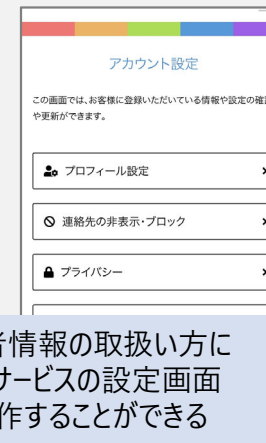 アカウント設定
この画面では、お客様に登録いただいている情報や設定の確
や更新ができます。
プロフィール設定
連絡先の非表示・ブロック
プライバシー
情報の取扱い方に
サービスの設定画面
作することができる